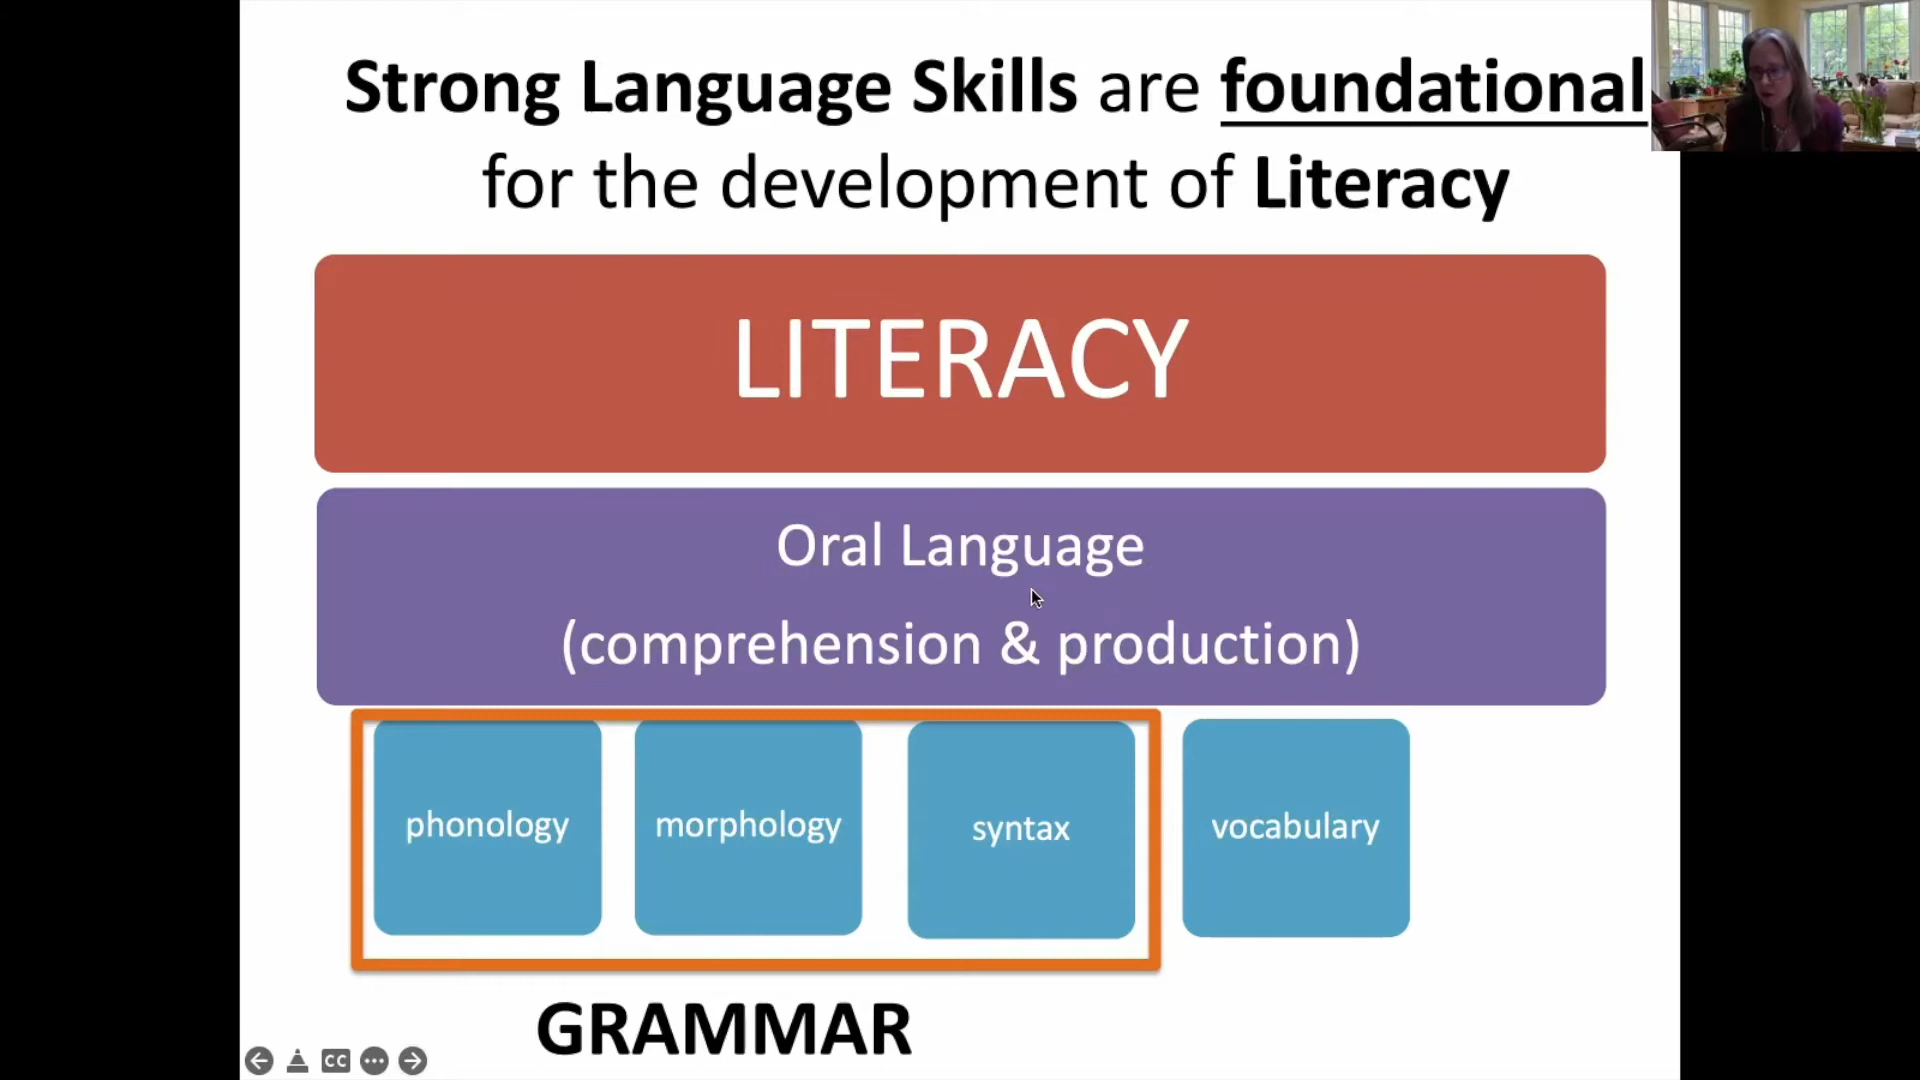 Strong Language Skills are foundational
for the development of Literacy
LITERACY
Oral Language
(comprehension & production)
phonology
morphology
syntax
vocabulary
GRAMMAR
CC